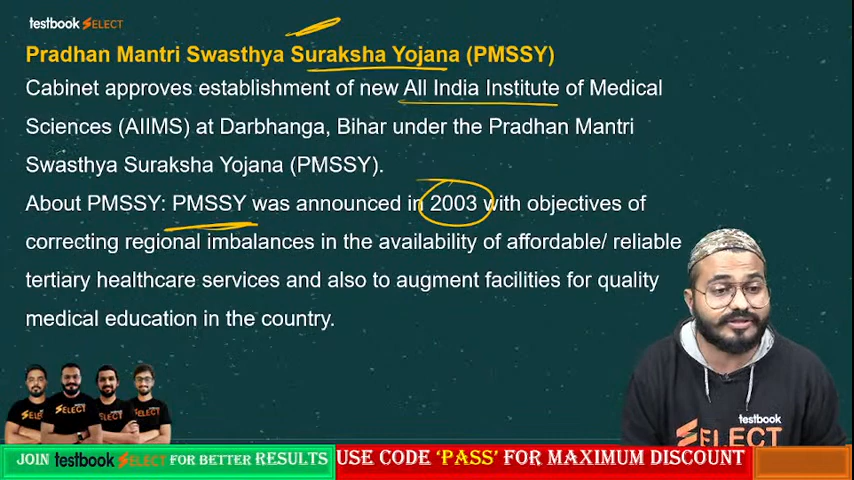 testbook SELECT
Pradhan Mantri Swasthya Suraksha Yojana (PMSSY)
Cabinet approves establishment of new All India Institute of Medical
Sciences (AIIMS) at Darbhanga, Bihar under the Pradhan Mantri
Swasthya Suraksha Yojana (PMSSY).
About PMSSY: PMSSY was announced in 2003 with objectives of
correcting regional imbalances in the availability of affordable/ reliable
tertiary healthcare services and also to augment facilities for quality
medical education in the country.
SELECT
testbook
SELECT
JOIN testbook SELECT FOR BETTER RESULTS
USE CODE ‘PASS’ FOR MAXIMUM DISCOUNT